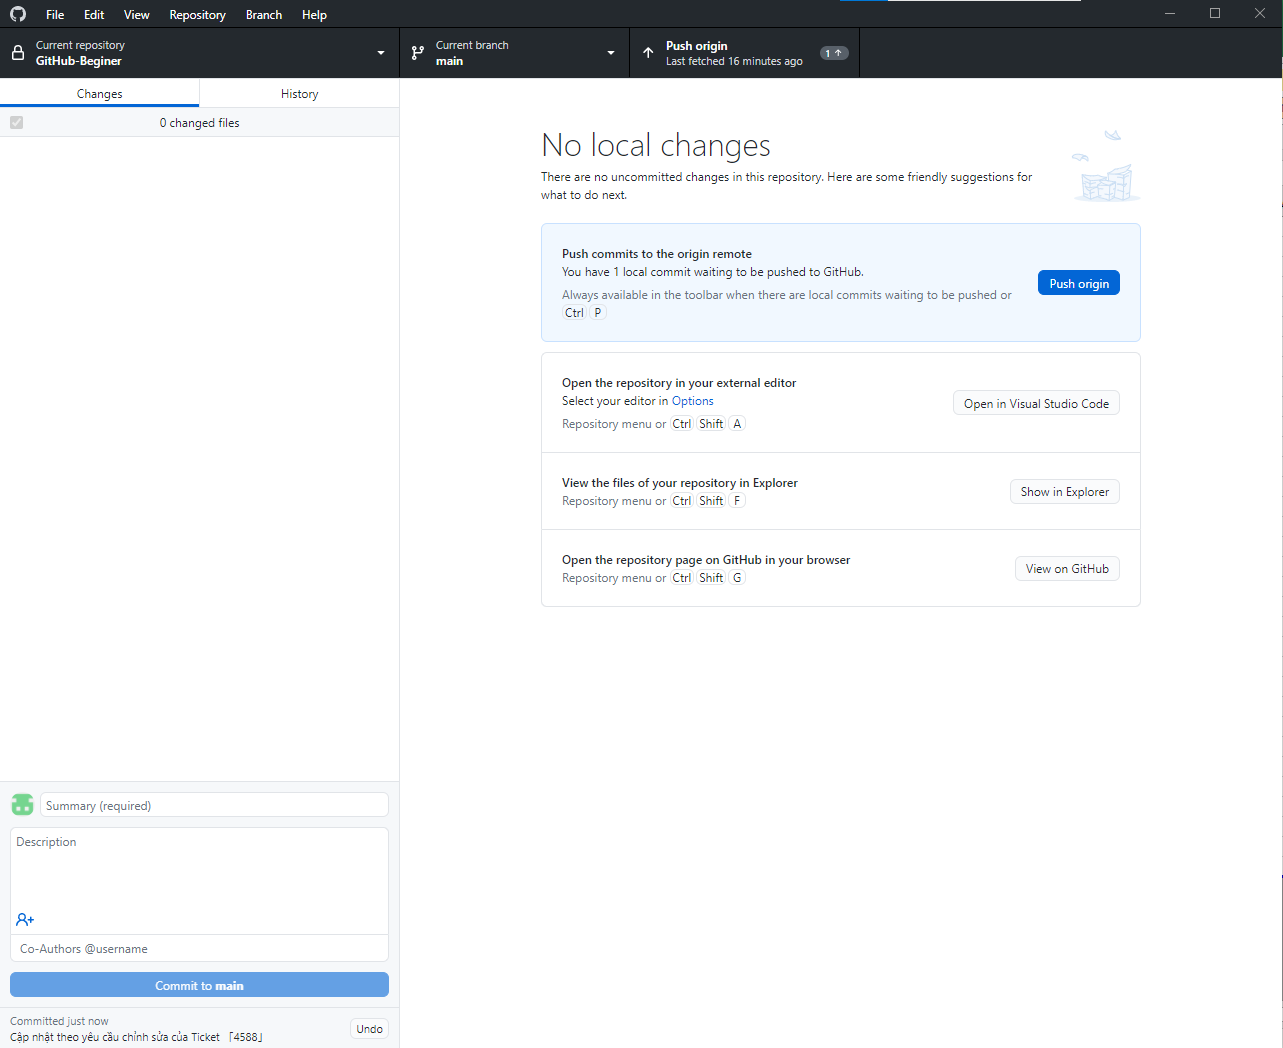 File Edit View Repository Branch Help
Current repository
GitHub-Beginer
Current branch
main
Push origin
Last fetched 16 minutes ago
1
Changes
History
0 changed files
No local changes
There are no uncommitted changes in this repository. Here are some friendly suggestions for
what to do next.
Push commits to the origin remote
You have 1 local commit waiting to be pushed to GitHub.
Always available in the toolbar when there are local commits waiting to be pushed or
Ctrl P
Push origin
Open the repository in your external editor
Select your editor in Options
Repository menu or Ctrl Shift A
Open in Visual Studio Code
View the files of your repository in Explorer
Repository menu or Ctrl Shift F
Show in Explorer
Open the repository page on GitHub in your browser
Repository menu or Ctrl Shift G
View on GitHub
Summary (required)
Description
Co-Authors @username
Commit to main
Committed just now
Cập nhật theo yêu cầu chỉnh sửa của Ticket 「4588」
Undo